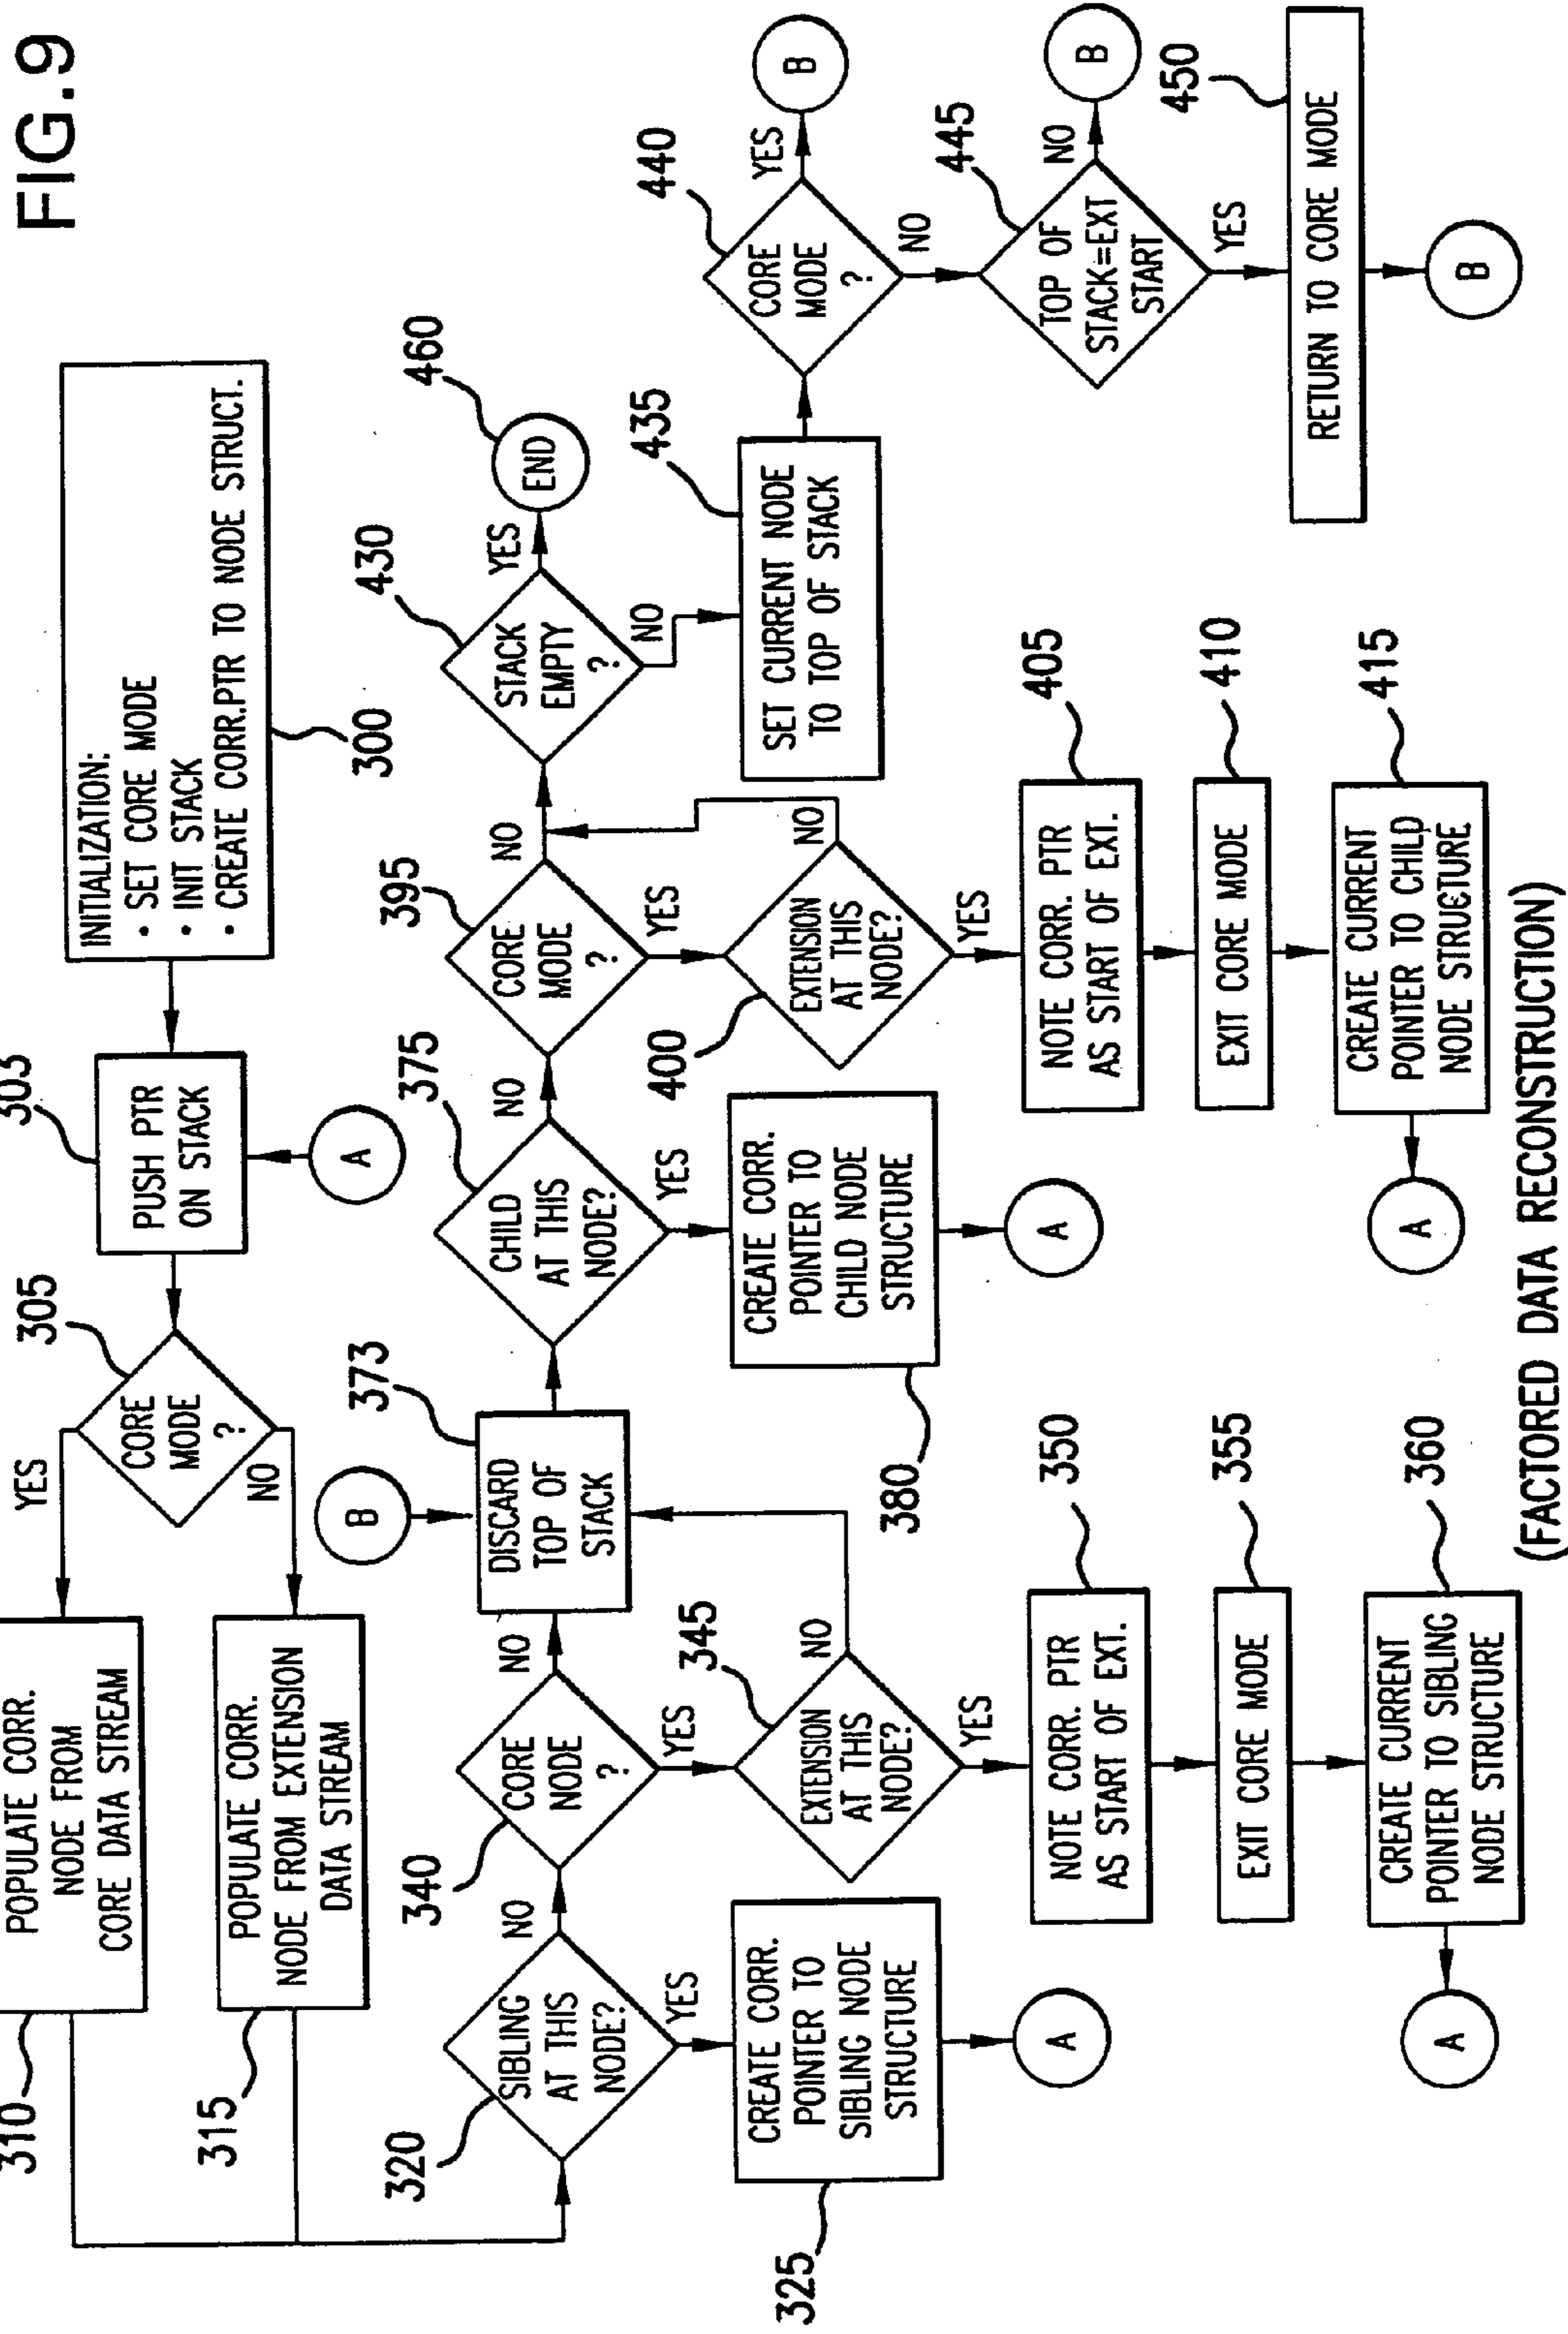 FIG.9
INITIALIZATION:
• SET CORE MODE
• INIT STACK
• CREATE CORR.PTR TO NODE STRUCT.
300
303
PUSH PTR
ON STACK
A
305
CORE
MODE
?
YES
NO
310
POPULATE CORR.
NODE FROM
CORE DATA STREAM
315
POPULATE CORR.
NODE FROM EXTENSION
DATA STREAM
320
SIBLING
AT THIS
NODE?
NO
YES
325
CREATE CORR.
POINTER TO
SIBLING NODE
STRUCTURE
A
340
CORE
NODE
?
NO
YES
345
EXTENSION
AT THIS
NODE?
NO
YES
350
NOTE CORR. PTR
AS START OF EXT.
355
EXIT CORE MODE
360
CREATE CURRENT
POINTER TO SIBLING
NODE STRUCTURE
A
B
373
DISCARD
TOP OF
STACK
375
CHILD
AT THIS
NODE?
NO
YES
380
CREATE CORR.
POINTER TO
CHILD NODE
STRUCTURE
A
395
CORE
MODE
?
NO
YES
400
EXTENSION
AT THIS
NODE?
NO
YES
405
NOTE CORR. PTR
AS START OF EXT.
410
EXIT CORE MODE
415
CREATE CURRENT
POINTER TO CHILD
NODE STRUCTURE
A
430
STACK
EMPTY
?
YES
NO
460
END
435
SET CURRENT NODE
TO TOP OF STACK
440
CORE
MODE
?
YES
B
NO
445
TOP OF
STACK=EXT
START
NO
B
YES
450
RETURN TO CORE MODE
B
(FACTORED DATA RECONSTRUCTION)